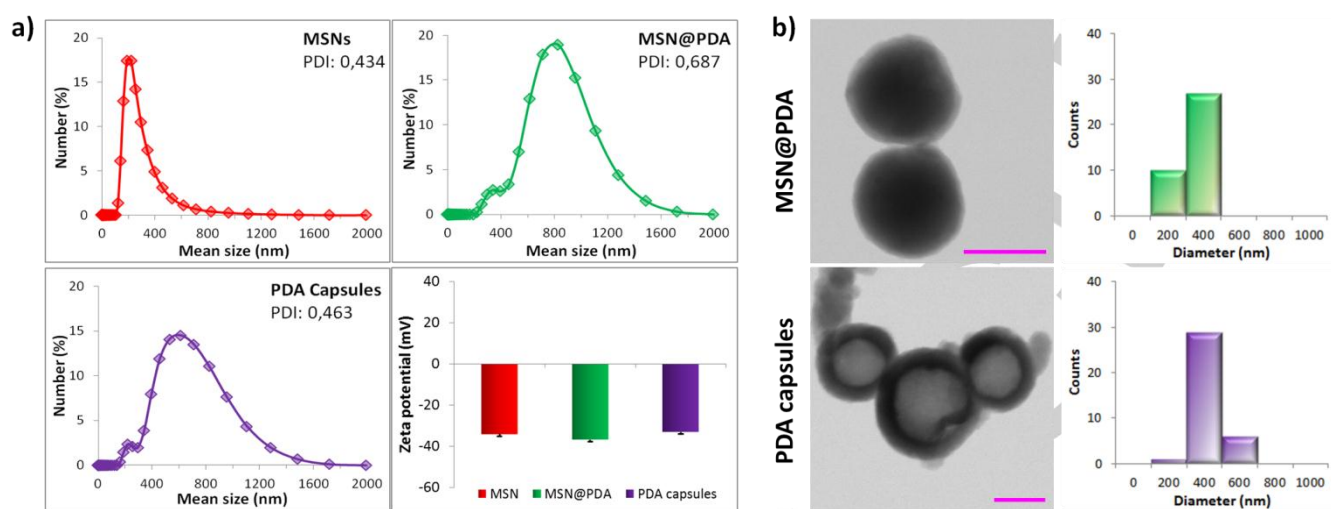 a)
MSNs
PDI: 0,434
Number (%)
20
15
10
5
0
0 400 800 1200 1600 2000
Mean size (nm)
MSN@PDA
PDI: 0,687
Number (%)
20
15
10
5
0
0 400 800 1200 1600 2000
Mean size (nm)
PDA Capsules
PDI: 0,463
Number (%)
20
15
10
5
0
0 400 800 1200 1600 2000
Mean size (nm)
Zeta potential (mV)
40
20
0
-20
-40
-60
MSN MSN@PDA PDA capsules
b)
MSN@PDA
Counts
40
30
20
10
0
0 200 400 600 800 1000
Diameter (nm)
PDA capsules
Counts
40
30
20
10
0
0 200 400 600 800 1000
Diameter (nm)